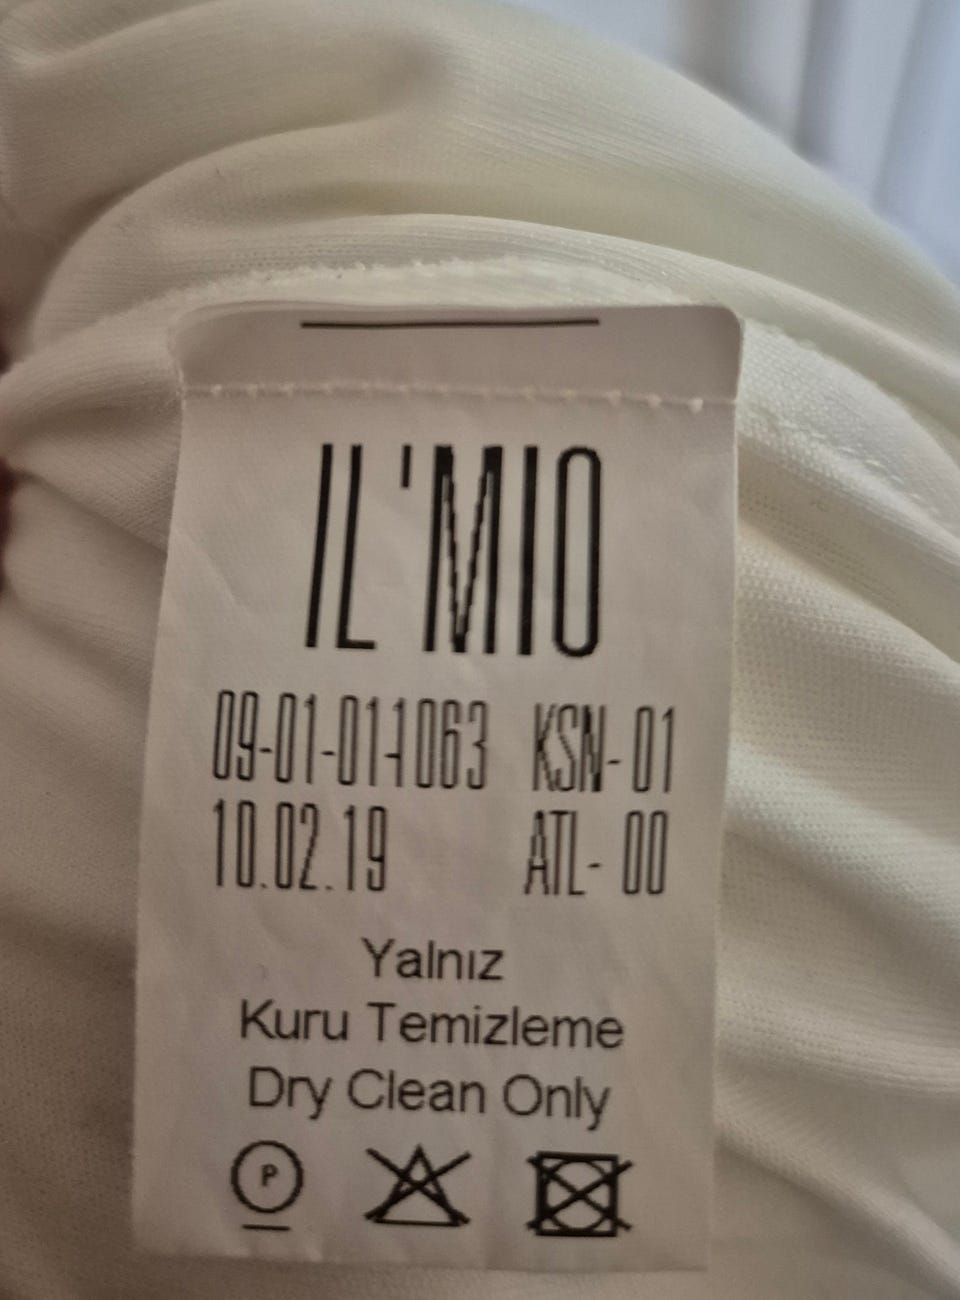 IL'MIO
09-01-01-1063 KSN-01
10.02.19 ATL-00
Yalnız
Kuru Temizleme
Dry Clean Only
P